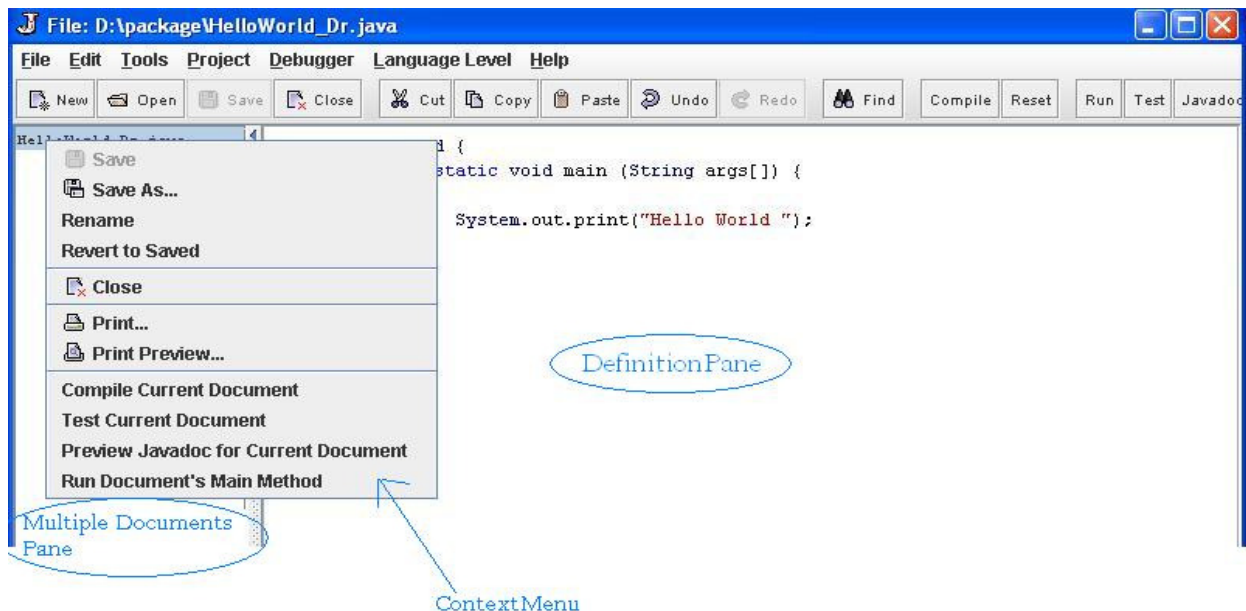 File: D:\package\HelloWorld_Dr.java
File Edit Tools Project Debugger Language Level Help
New Open Save Close Cut Copy Paste Undo Redo Find Compile Reset Run Test Javadoc
{
static void main (String args[]) {
System.out.print("Hello World ");
Save
Save As...
Rename
Revert to Saved
Close
Print...
Print Preview...
Compile Current Document
Test Current Document
Preview Javadoc for Current Document
Run Document's Main Method
Definition Pane
Multiple Documents
Pane
ContextMenu